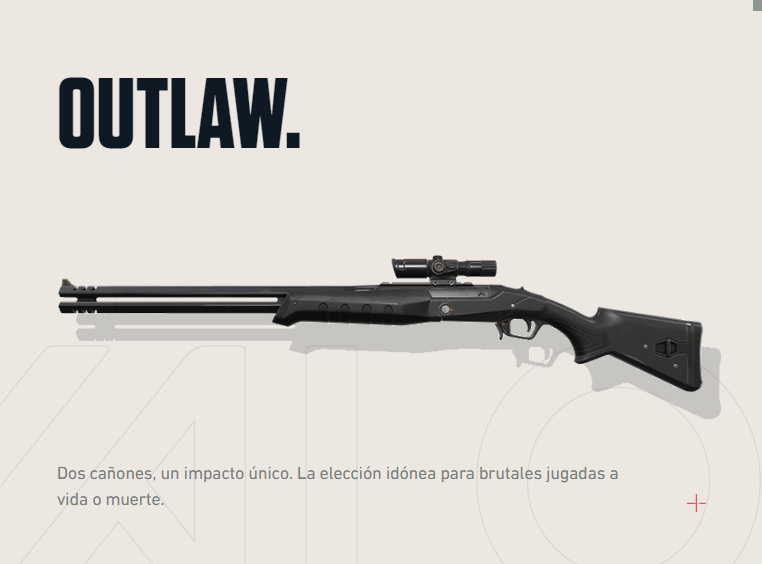 OUTLAW.
Dos cañones, un impacto único. La elección idónea para brutales jugadas a
vida o muerte.